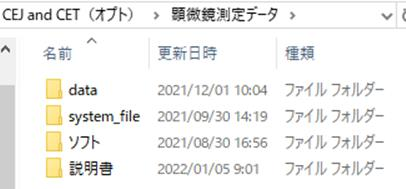 CEJ and CET（オプト） > 顕微鏡測定データ >
名前 更新日時 種類
data 2021/12/01 10:04 ファイル フォルダー
system_file 2021/09/30 14:19 ファイル フォルダー
ソフト 2021/08/30 16:56 ファイル フォルダー
説明書 2022/01/05 9:01 ファイル フォルダー